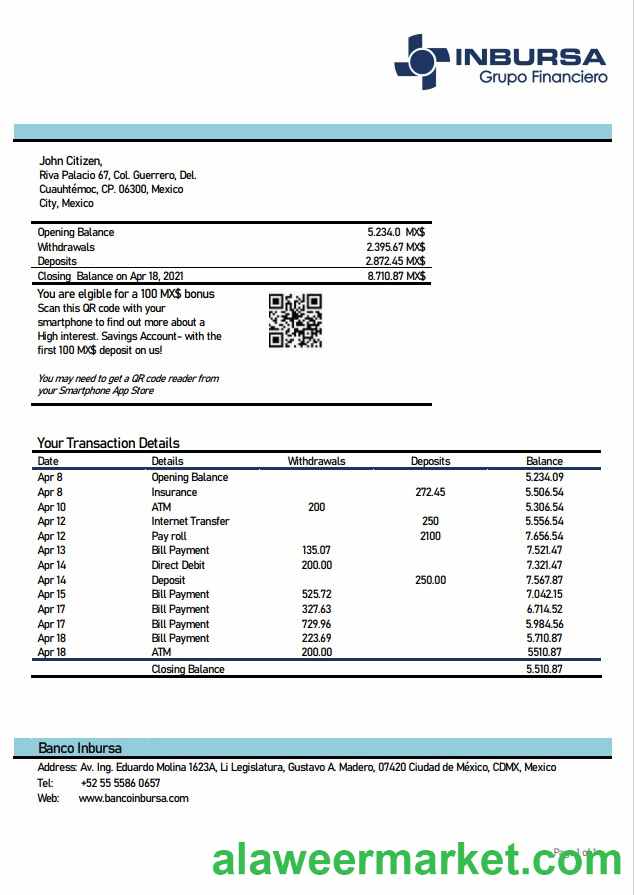 INBURSA
Grupo Financiero
John Citizen,
Riva Palacio 67, Col. Guerrero, Del.
Cuauhtémoc, CP. 06300, Mexico
City, Mexico
Opening Balance 5.234.0 MX$
Withdrawals 2.395.67 MX$
Deposits 2.872.45 MX$
Closing Balance on Apr 18, 2021 8.710.87 MX$
You are elgible for a 100 MX$ bonus
Scan this QR code with your
smartphone to find out more about a
High interest. Savings Account- with the
first 100 MX$ deposit on us!
You may need to get a QR code reader from
your Smartphone App Store
Your Transaction Details
Date Details Withdrawals Deposits Balance
Apr 8 Opening Balance 5.234.09
Apr 8 Insurance 272.45 5.506.54
Apr 10 ATM 200 5.306.54
Apr 12 Internet Transfer 250 5.556.54
Apr 12 Pay roll 2100 7.656.54
Apr 13 Bill Payment 135.07 7.521.47
Apr 14 Direct Debit 200.00 7.321.47
Apr 14 Deposit 250.00 7.567.87
Apr 15 Bill Payment 525.72 7.042.15
Apr 17 Bill Payment 327.63 6.714.52
Apr 17 Bill Payment 729.96 5.984.56
Apr 18 Bill Payment 223.69 5.710.87
Apr 18 ATM 200.00 5510.87
Closing Balance 5.510.87
Banco Inbursa
Address: Av. Ing. Eduardo Molina 1623A, Li Legislatura, Gustavo A. Madero, 07420 Ciudad de México, CDMX, Mexico
Tel: +52 55 5586 0657
Web: www.bancoinbursa.com
Page 1 of 1
alaweermarket.com